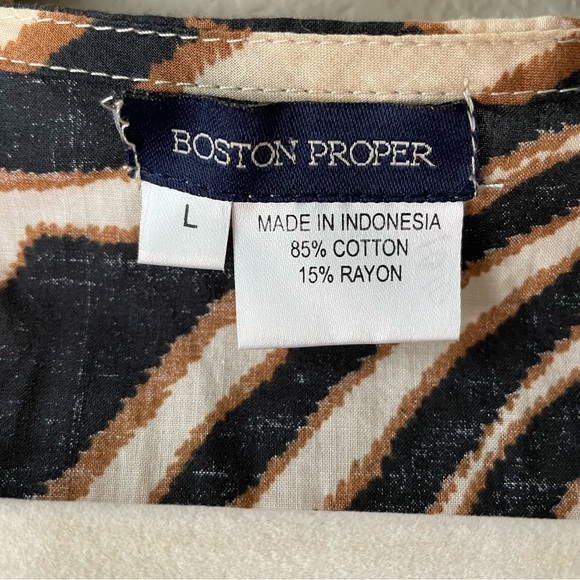 BOSTON PROPER
L
MADE IN INDONESIA
85% COTTON
15% RAYON